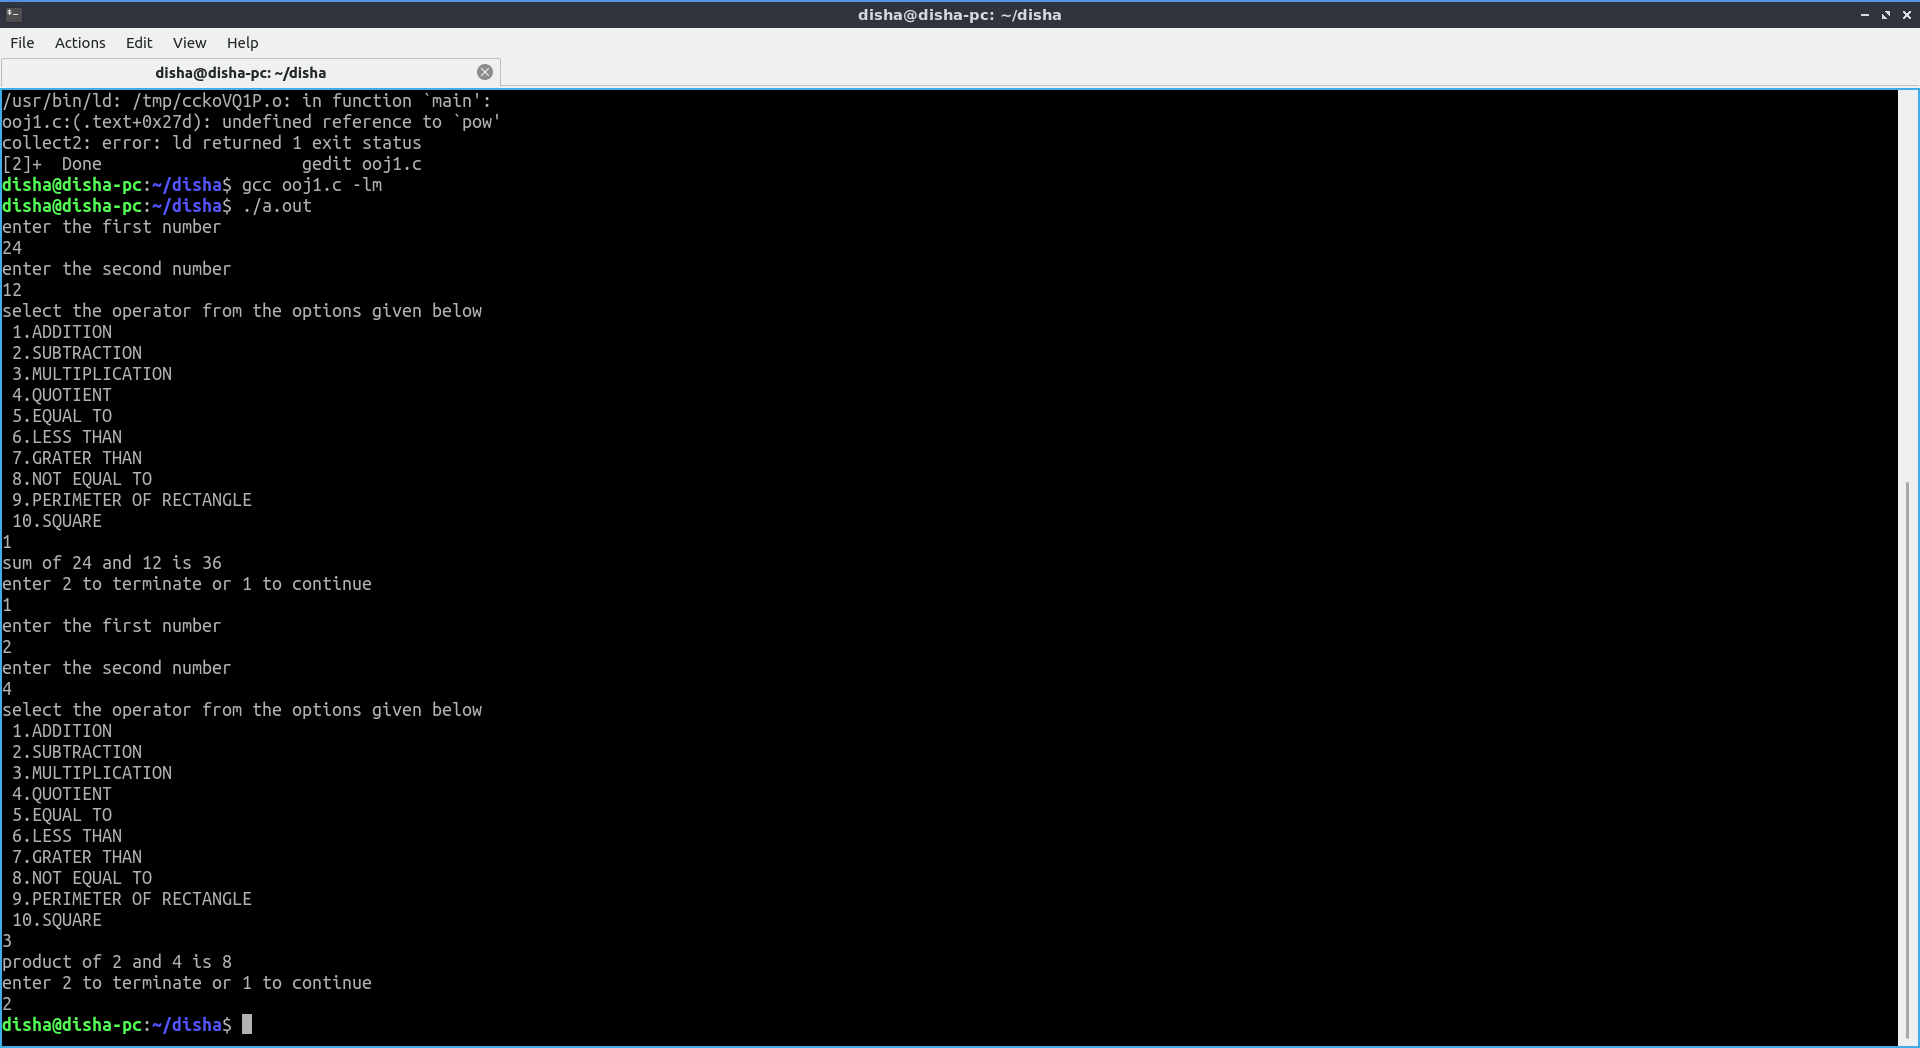 disha@disha-pc: ~/disha
File Actions Edit View Help
disha@disha-pc: ~/disha
/usr/bin/ld: /tmp/cckoVQ1P.o: in function `main':
ooj1.c:(.text+0x27d): undefined reference to `pow'
collect2: error: ld returned 1 exit status
[2]+  Done                    gedit ooj1.c
disha@disha-pc:~/disha$ gcc ooj1.c -lm
disha@disha-pc:~/disha$ ./a.out
enter the first number
24
enter the second number
12
select the operator from the options given below
 1.ADDITION
 2.SUBTRACTION
 3.MULTIPLICATION
 4.QUOTIENT
 5.EQUAL TO
 6.LESS THAN
 7.GRATER THAN
 8.NOT EQUAL TO
 9.PERIMETER OF RECTANGLE
 10.SQUARE
1
sum of 24 and 12 is 36
enter 2 to terminate or 1 to continue
1
enter the first number
2
enter the second number
4
select the operator from the options given below
 1.ADDITION
 2.SUBTRACTION
 3.MULTIPLICATION
 4.QUOTIENT
 5.EQUAL TO
 6.LESS THAN
 7.GRATER THAN
 8.NOT EQUAL TO
 9.PERIMETER OF RECTANGLE
 10.SQUARE
3
product of 2 and 4 is 8
enter 2 to terminate or 1 to continue
2
disha@disha-pc:~/disha$